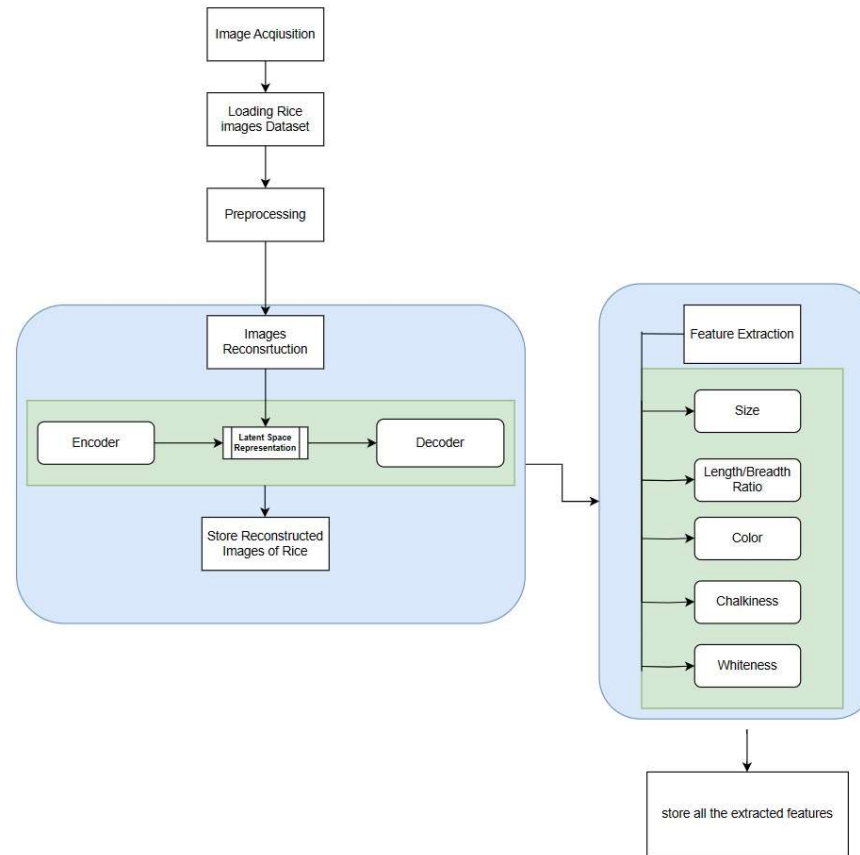 Image Acqiusition
Loading Rice
images Dataset
Preprocessing
Images
Reconsrtuction
Encoder
Latent Space
Representation
Decoder
Store Reconstructed
Images of Rice
Feature Extraction
Size
Length/Breadth
Ratio
Color
Chalkiness
Whiteness
store all the extracted features